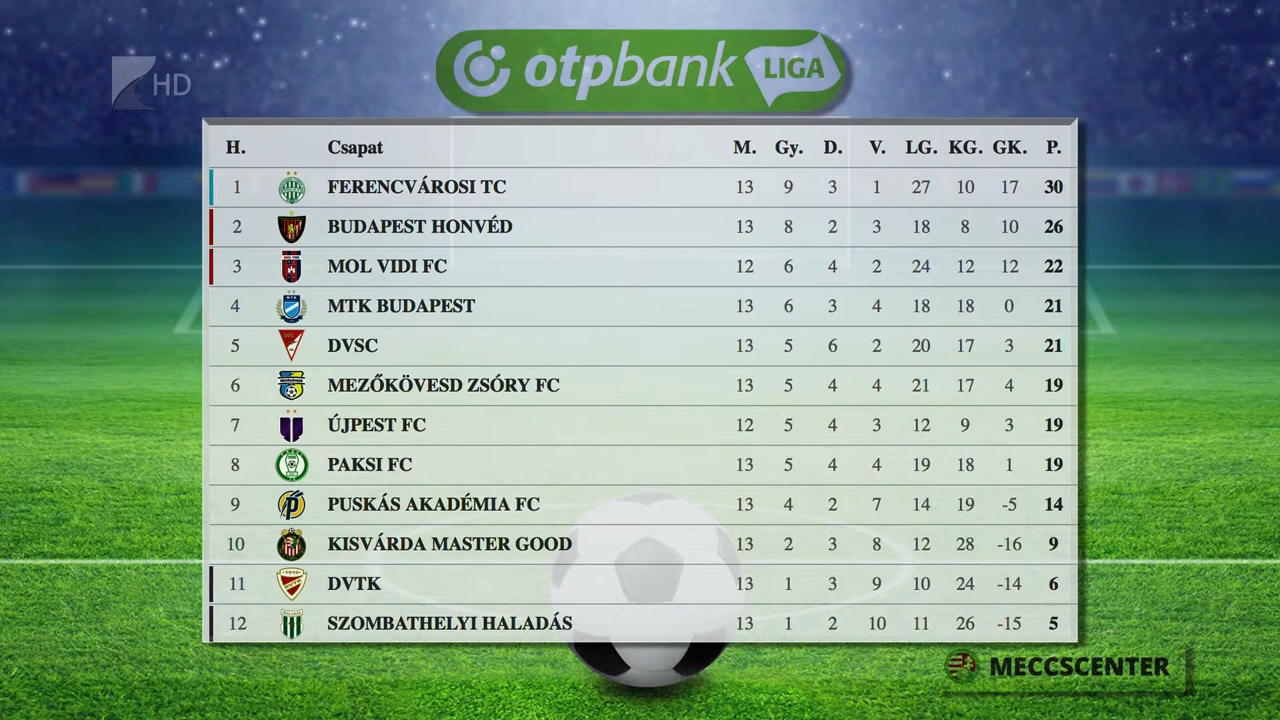 HD
otpbank LIGA
H. Csapat M. Gy. D. V. LG. KG. GK. P.
1 FERENCVÁROSI TC 13 9 3 1 27 10 17 30
2 BUDAPEST HONVÉD 13 8 2 3 18 8 10 26
3 MOL VIDI FC 12 6 4 2 24 12 12 22
4 MTK BUDAPEST 13 6 3 4 18 18 0 21
5 DVSC 13 5 6 2 20 17 3 21
6 MEZŐKÖVESD ZSÓRY FC 13 5 4 4 21 17 4 19
7 ÚJPEST FC 12 5 4 3 12 9 3 19
8 PAKSI FC 13 5 4 4 19 18 1 19
9 PUSKÁS AKADÉMIA FC 13 4 2 7 14 19 -5 14
10 KISVÁRDA MASTER GOOD 13 2 3 8 12 28 -16 9
11 DVTK 13 1 3 9 10 24 -14 6
12 SZOMBATHELYI HALADÁS 13 1 2 10 11 26 -15 5
MECCSCENTER